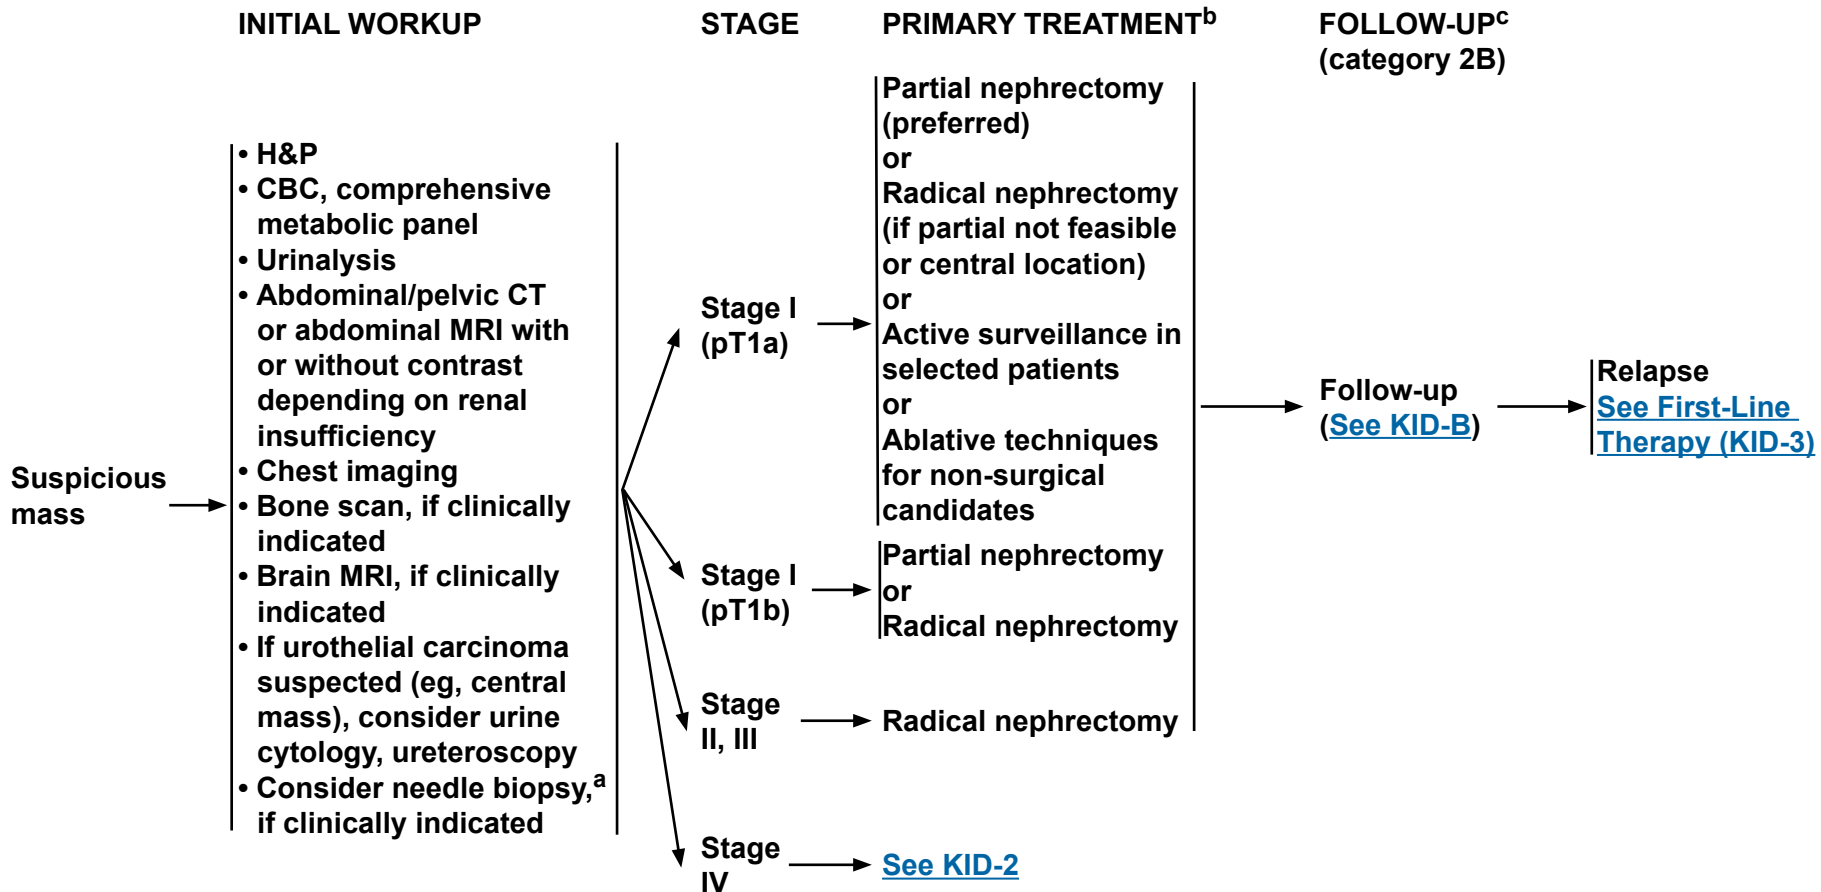 INITIAL WORKUP
STAGE
PRIMARY TREATMENTb
FOLLOW-UPc
(category 2B)
Suspicious
mass
• H&P
• CBC, comprehensive
metabolic panel
• Urinalysis
• Abdominal/pelvic CT
or abdominal MRI with
or without contrast
depending on renal
insufficiency
• Chest imaging
• Bone scan, if clinically
indicated
• Brain MRI, if clinically
indicated
• If urothelial carcinoma
suspected (eg, central
mass), consider urine
cytology, ureteroscopy
• Consider needle biopsy,a
if clinically indicated
Stage I
(pT1a)
Partial nephrectomy
(preferred)
or
Radical nephrectomy
(if partial not feasible
or central location)
or
Active surveillance in
selected patients
or
Ablative techniques
for non-surgical
candidates
Stage I
(pT1b)
Partial nephrectomy
or
Radical nephrectomy
Stage
II, III
Radical nephrectomy
Stage
IV
See KID-2
Follow-up
(See KID-B)
Relapse
See First-Line
Therapy (KID-3)